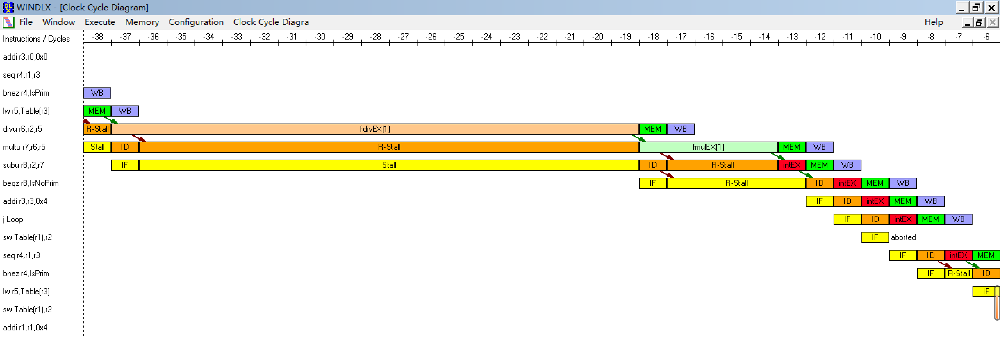 WINDLX - [Clock Cycle Diagram]
File Window Execute Memory Configuration Clock Cycle Diagra Help
Instructions / Cycles -38 -37 -36 -35 -34 -33 -32 -31 -30 -29 -28 -27 -26 -25 -24 -23 -22 -21 -20 -19 -18 -17 -16 -15 -14 -13 -12 -11 -10 -9 -8 -7 -6
addi r3,r0,0x0
seq r4,r1,r3
bnez r4,IsPrim WB
lw r5,Table(r3) MEM WB
divu r6,r2,r5 R-Stall fdivEX(1) MEM WB
multu r7,r6,r5 Stall ID R-Stall fmulEX(1) MEM WB
subu r8,r2,r7 IF Stall ID R-Stall intEX MEM WB
beqz r8,IsNoPrim IF R-Stall ID intEX MEM WB
addi r3,r3,0x4 IF ID intEX MEM WB
j Loop IF ID intEX MEM WB
sw Table(r1),r2 IF aborted
seq r4,r1,r3 IF ID intEX MEM
bnez r4,IsPrim IF R-Stall ID
lw r5,Table(r3) IF
sw Table(r1),r2
addi r1,r1,0x4